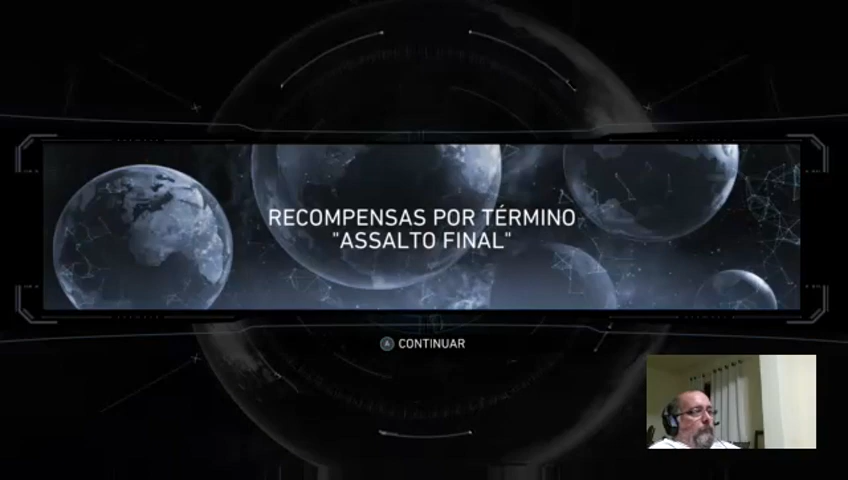 RECOMPENSAS POR TÉRMINO
"ASSALTO FINAL"
A CONTINUAR